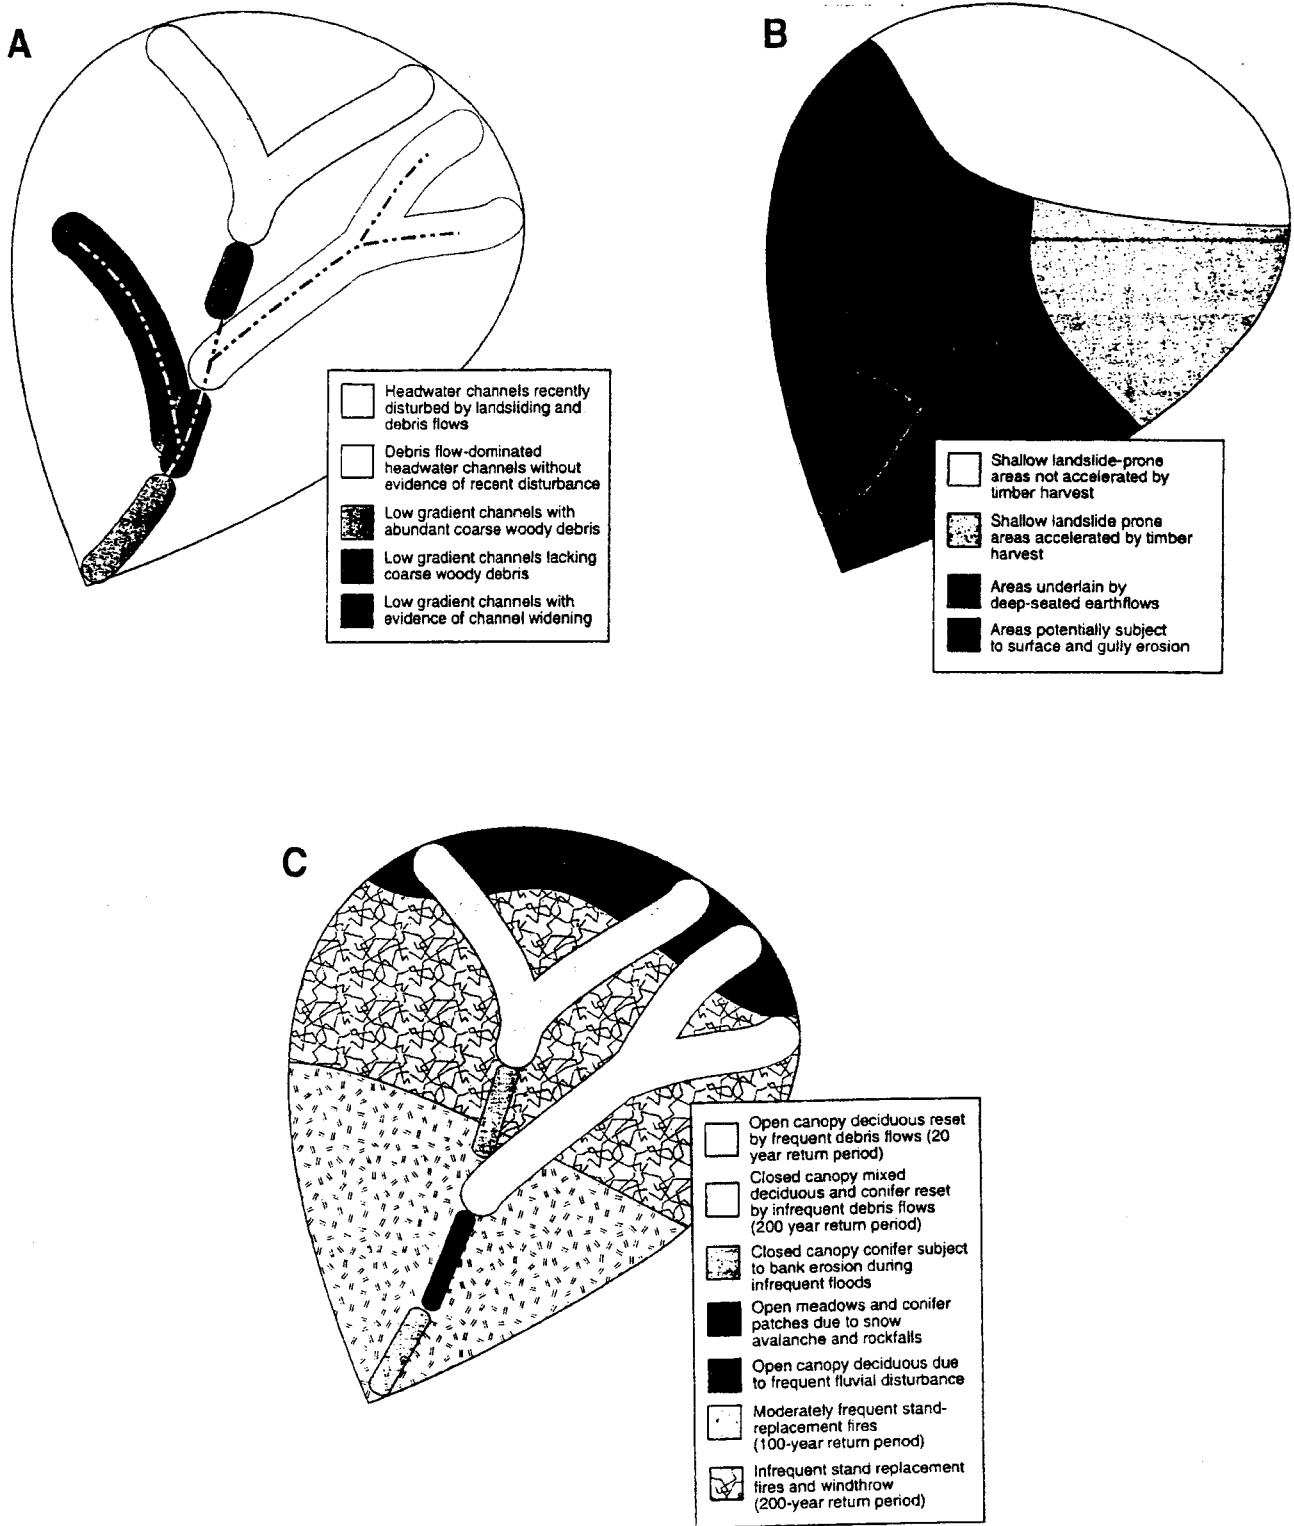 A
Headwater channels recently
disturbed by landsliding and
debris flows
Debris flow-dominated
headwater channels without
evidence of recent disturbance
Low gradient channels with
abundant coarse woody debris
Low gradient channels lacking
coarse woody debris
Low gradient channels with
evidence of channel widening
B
Shallow landslide-prone
areas not accelerated by
timber harvest
Shallow landslide prone
areas accelerated by timber
harvest
Areas underlain by
deep-seated earthflows
Areas potentially subject
to surface and gully erosion
C
Open canopy deciduous reset
by frequent debris flows (20
year return period)
Closed canopy mixed
deciduous and conifer reset
by infrequent debris flows
(200 year return period)
Closed canopy conifer subject
to bank erosion during
infrequent floods
Open meadows and conifer
patches due to snow
avalanche and rockfalls
Open canopy deciduous due
to frequent fluvial disturbance
Moderately frequent stand-
replacement fires
(100-year return period)
Infrequent stand replacement
fires and windthrow
(200-year return period)